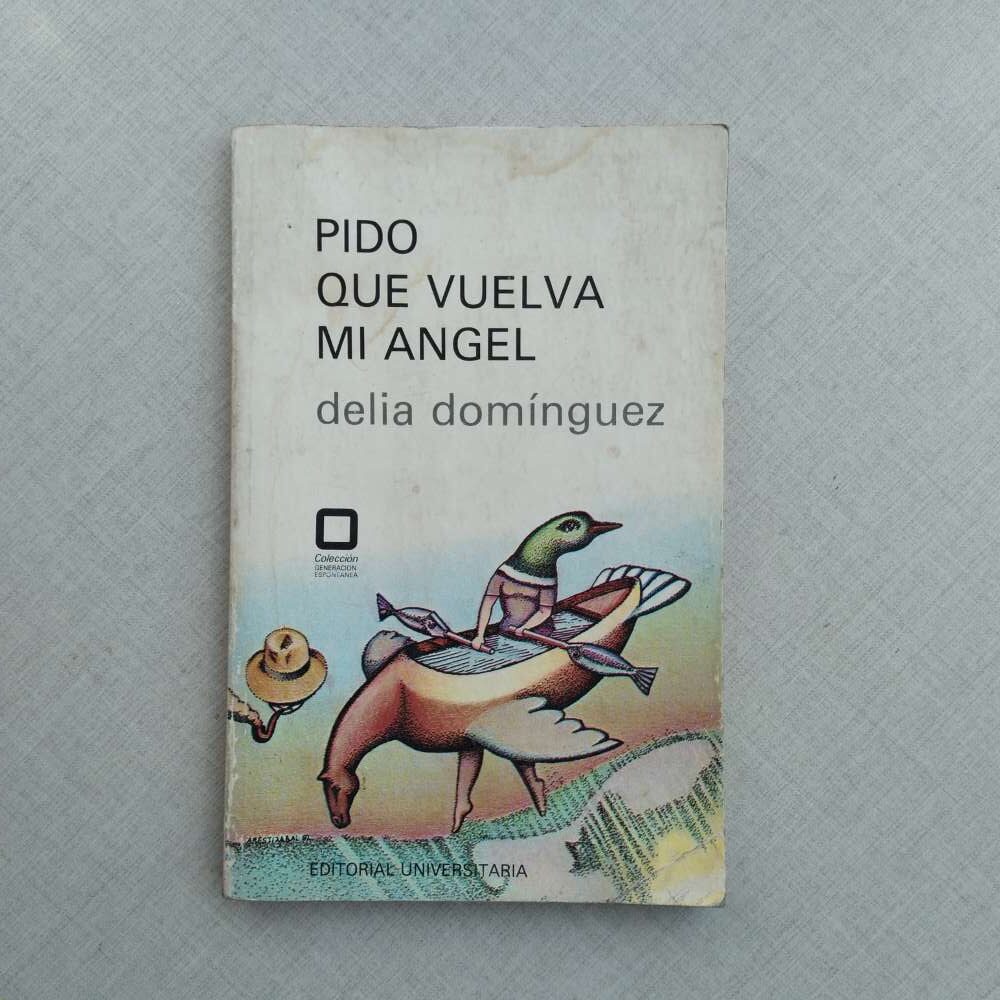 PIDO
QUE VUELVA
MI ANGEL
delia domínguez
Colección
GENERACION
ESPONTANEA
EDITORIAL UNIVERSITARIA